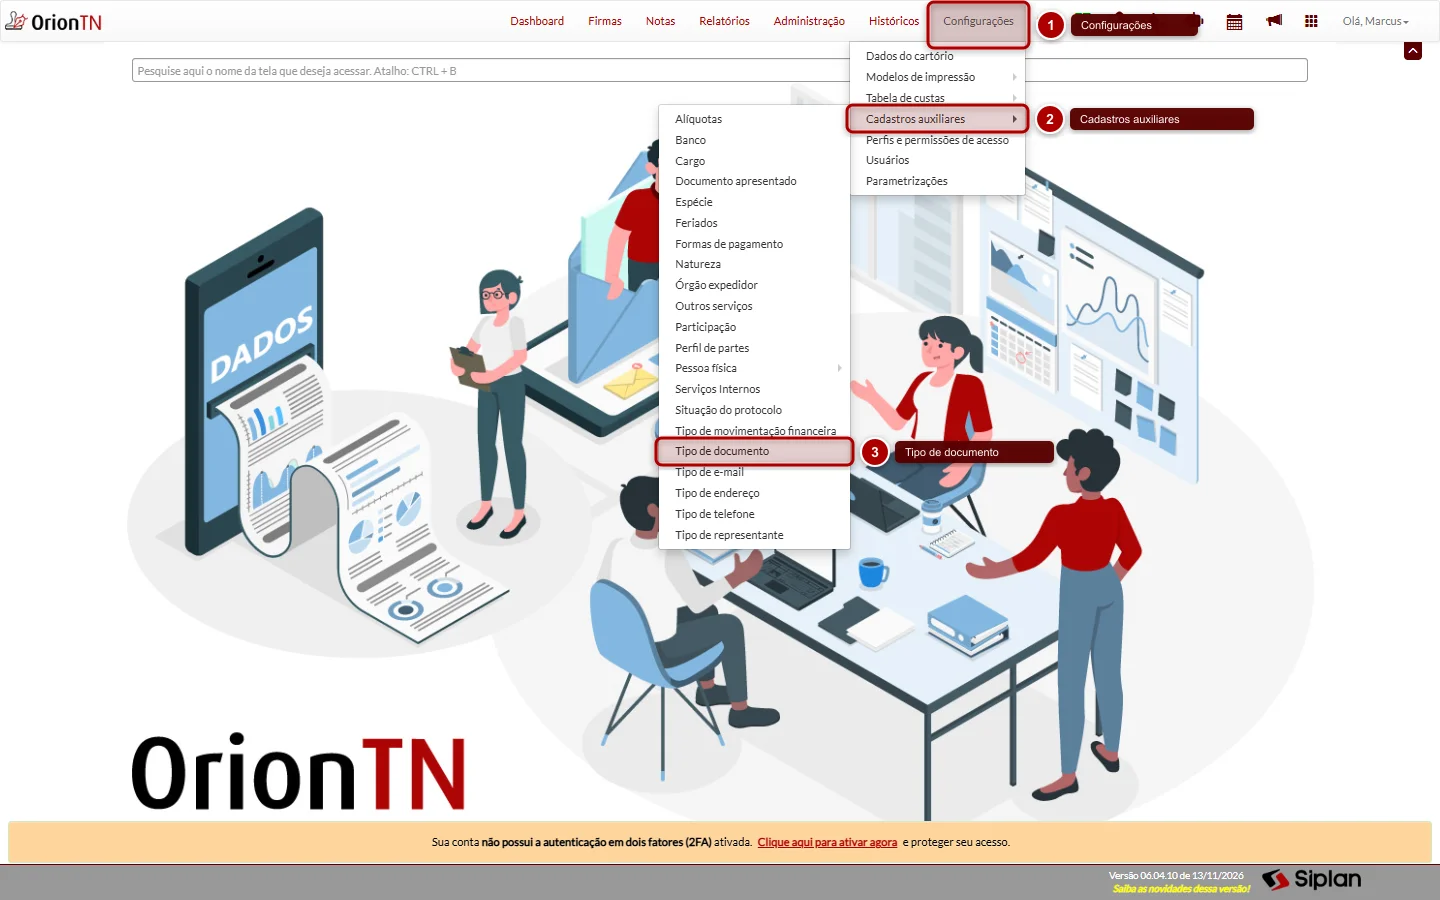 OrionTN
Dashboard
Firmas
Notas
Relatórios
Administração
Históricos
Configurações
1
Configurações
Olá, Marcus
Pesquise aqui o nome da tela que deseja acessar. Atalho: CTRL + B
Dados do cartório
Modelos de impressão
Tabela de custas
Cadastros auxiliares
2
Cadastros auxiliares
Perfis e permissões de acesso
Usuários
Parametrizações
Alíquotas
Banco
Cargo
Documento apresentado
Espécie
Feriados
Formas de pagamento
Natureza
Órgão expedidor
Outros serviços
Participação
Perfil de partes
Pessoa física
Serviços Internos
Situação do protocolo
Tipo de movimentação financeira
Tipo de documento
3
Tipo de documento
Tipo de e-mail
Tipo de endereço
Tipo de telefone
Tipo de representante
DADOS
OrionTN
Sua conta não possui a autenticação em dois fatores (2FA) ativada. Clique aqui para ativar agora e proteger seu acesso.
Versão 06.04.10 de 13/11/2026
Saiba as novidades dessa versão!
Siplan